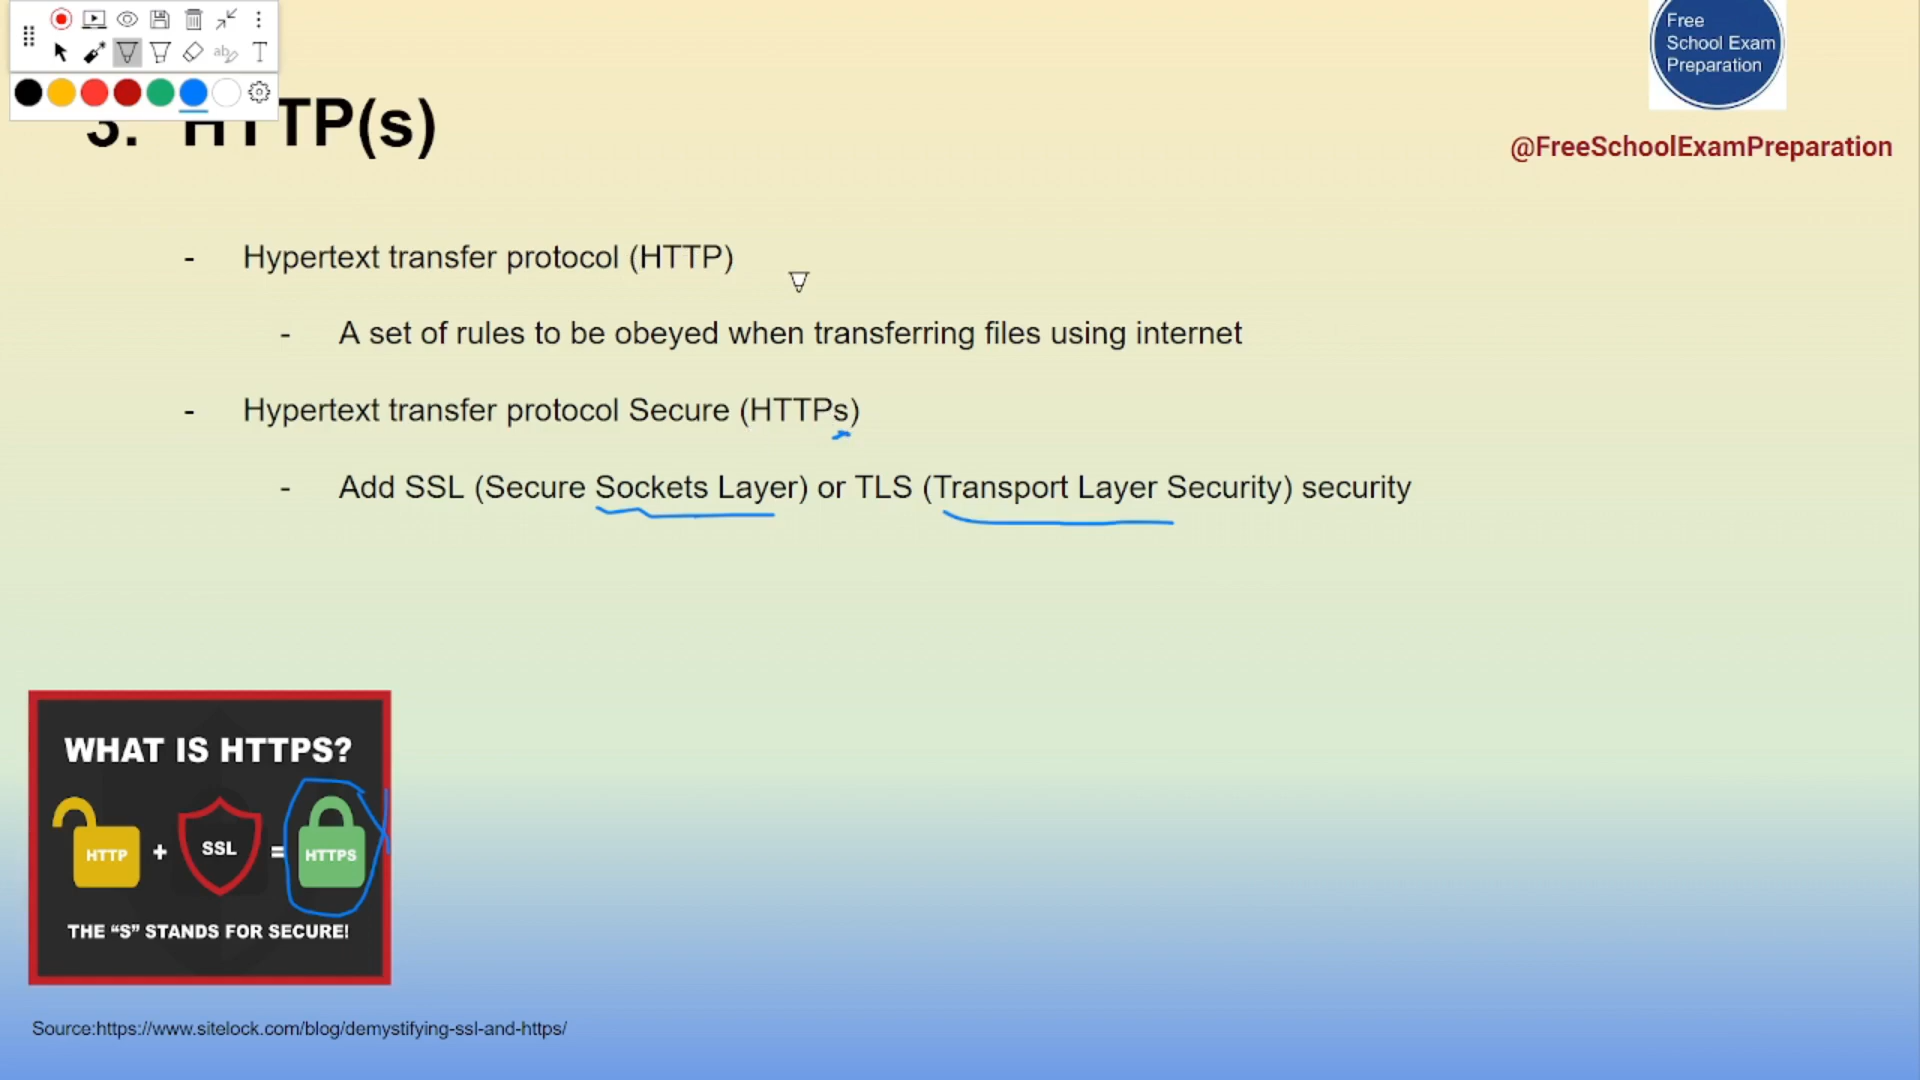 Free
School Exam
Preparation
@FreeSchoolExamPreparation
3. HTTP(s)
- Hypertext transfer protocol (HTTP)
- A set of rules to be obeyed when transferring files using internet
- Hypertext transfer protocol Secure (HTTPs)
- Add SSL (Secure Sockets Layer) or TLS (Transport Layer Security) security
WHAT IS HTTPS?
HTTP + SSL = HTTPS
THE “S” STANDS FOR SECURE!
Source:https://www.sitelock.com/blog/demystifying-ssl-and-https/